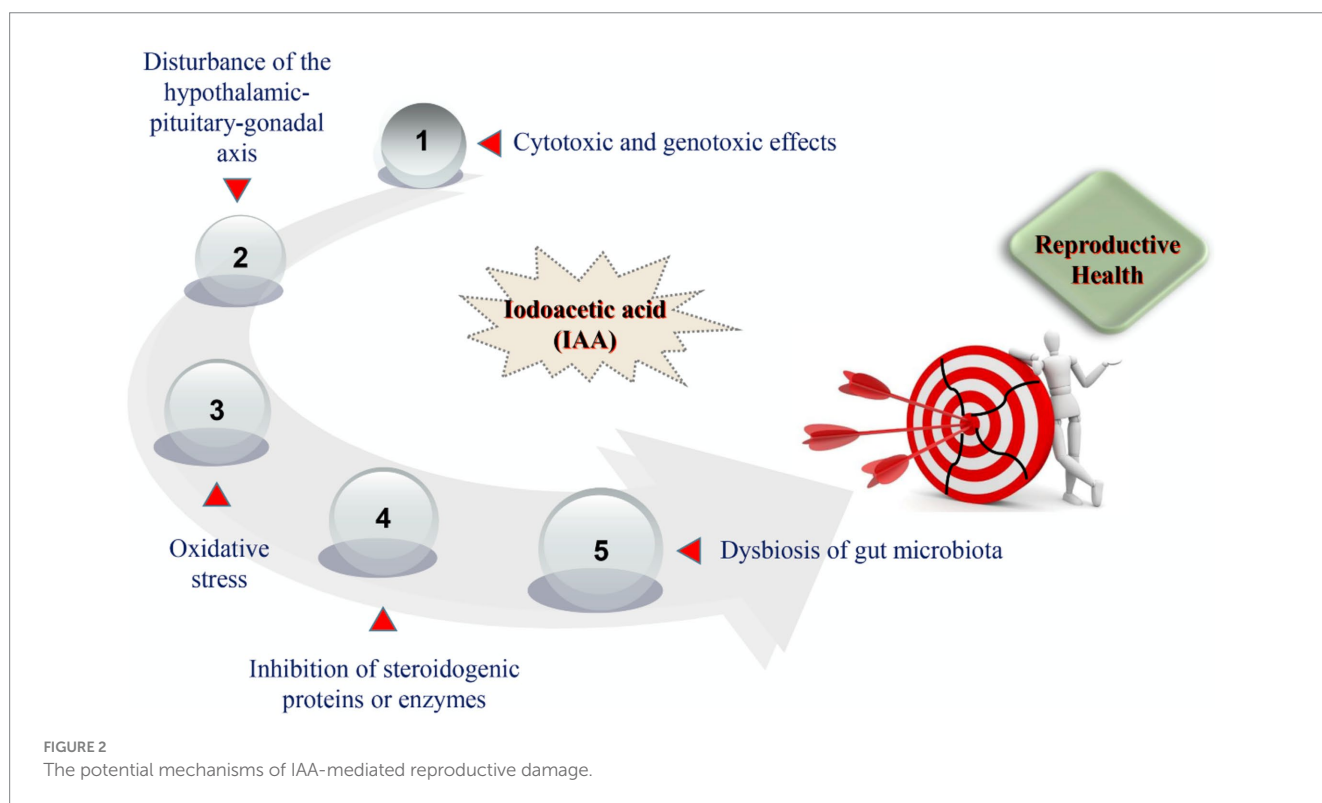 Disturbance of the
hypothalamic-
pituitary-gonadal
axis
1
Cytotoxic and genotoxic effects
2
Reproductive
Health
Iodoacetic acid
(IAA)
3
Oxidative
stress
4
Inhibition of steroidogenic
proteins or enzymes
5
Dysbiosis of gut microbiota
FIGURE 2
The potential mechanisms of IAA-mediated reproductive damage.